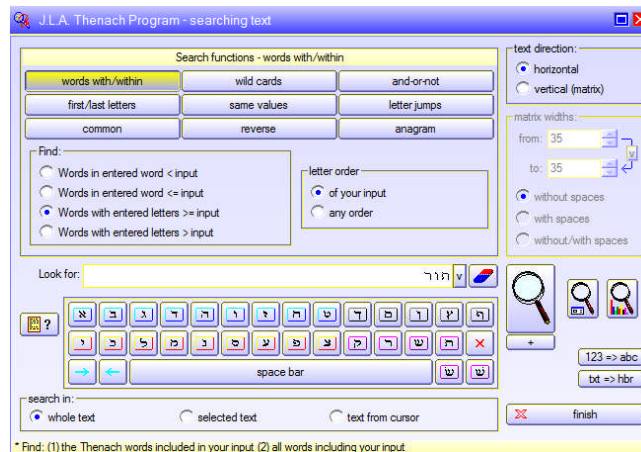 J.L.A. Thenach Program - searching text
Search functions - words with/within
words with/within wild cards and-or-not
first/last letters same values letter jumps
common reverse anagram
Find:
Words in entered word < input
Words in entered word <= input
Words with entered letters >= input
Words with entered letters > input
letter order
of your input
any order
text direction:
horizontal
vertical (matrix)
matrix widths:
from: 35
v
to: 35
without spaces
with spaces
without/with spaces
Look for: תור v
?
א ב ג ד ה ו ז ח ט ך ם ן ץ ף
י כ ל מ נ ס ע פ צ ק ר ש ת
space bar
+
123 => abc
txt => hbr
search in:
whole text selected text text from cursor
finish
* Find: (1) the Thenach words included in your input (2) all words including your input